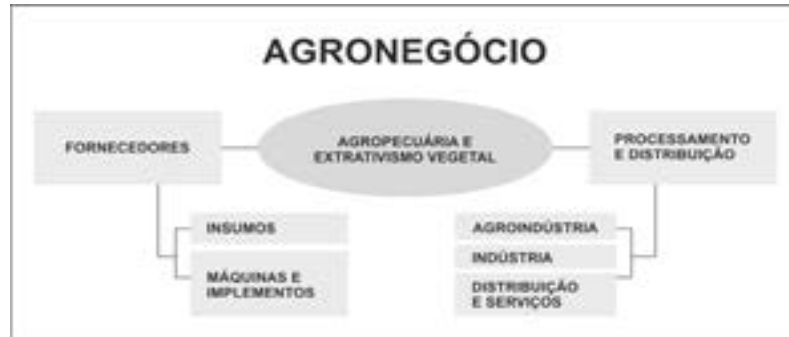 AGRONEGÓCIO
FORNECEDORES
AGROPECUÁRIA E
EXTRATIVISMO VEGETAL
PROCESSAMENTO
E DISTRIBUIÇÃO
INSUMOS
MÁQUINAS E
IMPLEMENTOS
AGROINDÚSTRIA
INDÚSTRIA
DISTRIBUIÇÃO
E SERVIÇOS